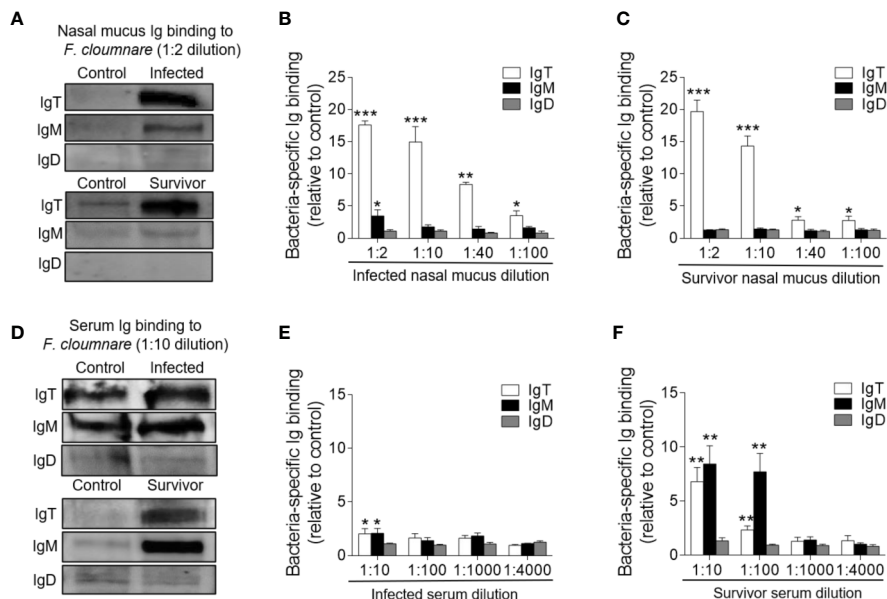 A
Nasal mucus Ig binding to
F. cloumnare (1:2 dilution)
Control Infected
IgT
IgM
IgD
Control Survivor
IgT
IgM
IgD
B
Bacteria-specific Ig binding
(relative to control)
25
20
15
10
5
0
IgT
IgM
IgD
***
***
**
*
*
1:2 1:10 1:40 1:100
Infected nasal mucus dilution
C
Bacteria-specific Ig binding
(relative to control)
25
20
15
10
5
0
IgT
IgM
IgD
***
***
*
*
1:2 1:10 1:40 1:100
Survivor nasal mucus dilution
D
Serum Ig binding to
F. cloumnare (1:10 dilution)
Control Infected
IgT
IgM
IgD
Control Survivor
IgT
IgM
IgD
E
Bacteria-specific Ig binding
(relative to control)
15
10
5
0
IgT
IgM
IgD
* *
1:10 1:100 1:1000 1:4000
Infected serum dilution
F
Bacteria-specific Ig binding
(relative to control)
15
10
5
0
IgT
IgM
IgD
**
**
**
**
1:10 1:100 1:1000 1:4000
Survivor serum dilution